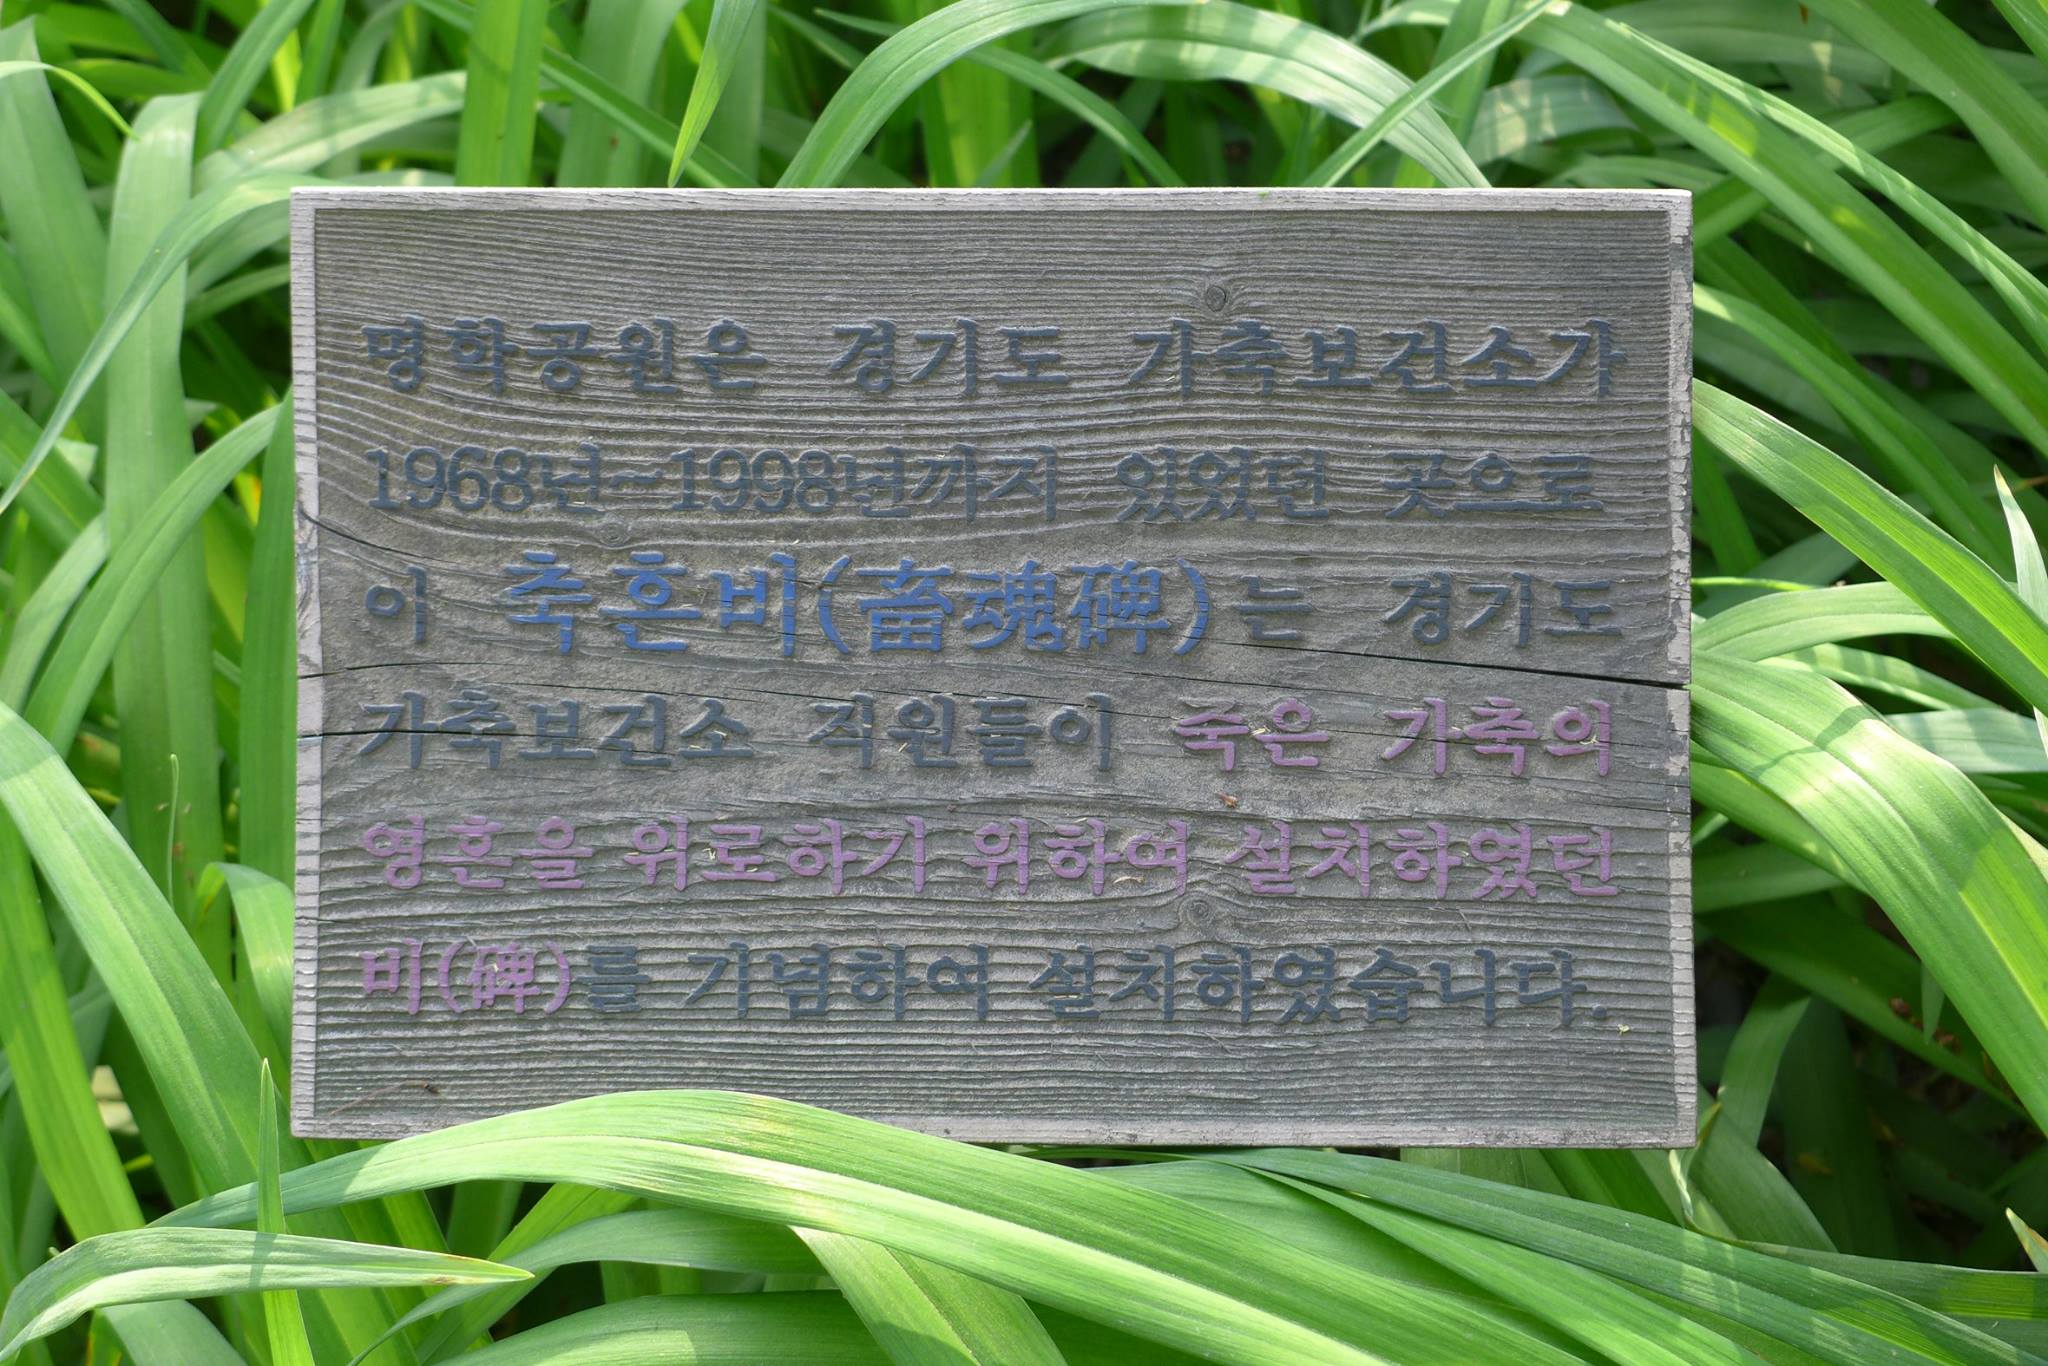 명학공원은 경기도 가축보건소가
1968년~1998년까지 있었던 곳으로
이 축혼비(畜魂碑)는 경기도
가축보건소 직원들이 죽은 가축의
영혼을 위로하기 위하여 설치하였던
비(碑)를 기념하여 설치하였습니다.